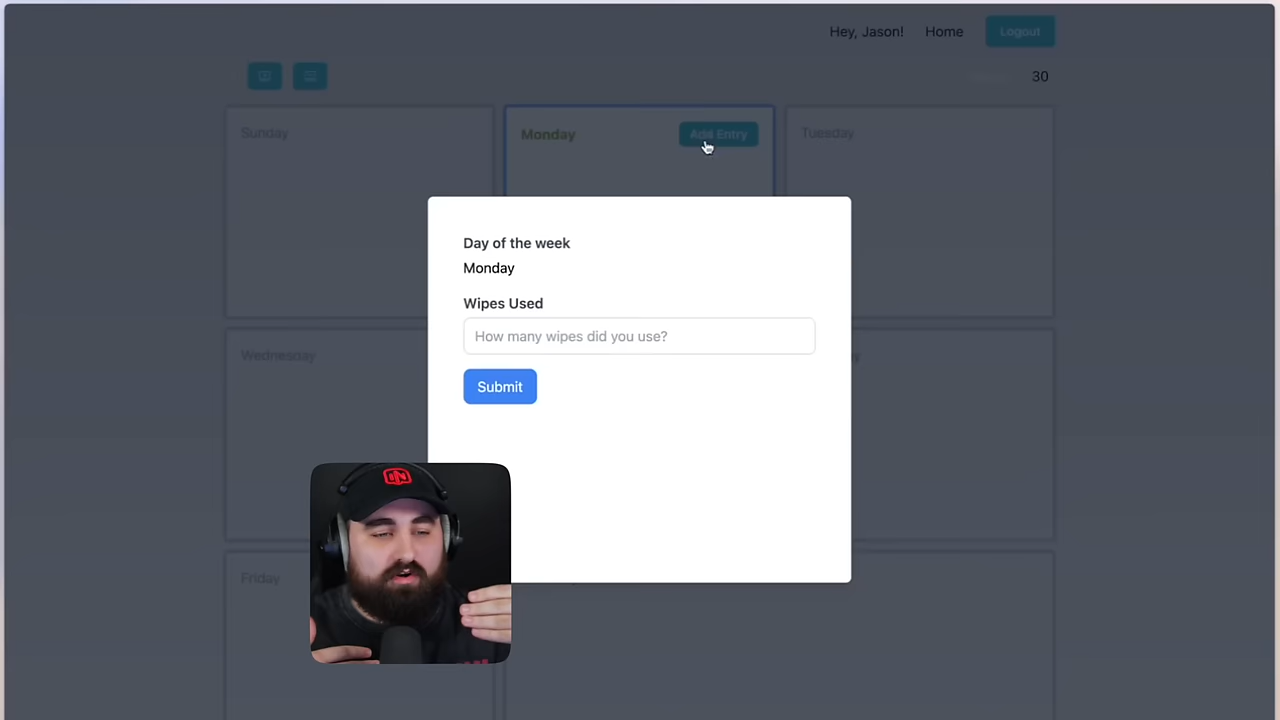 Hey, Jason! Home Logout
30
Sunday
Monday
Add Entry
Tuesday
Day of the week
Monday
Wipes Used
How many wipes did you use?
Submit
Wednesday
Friday